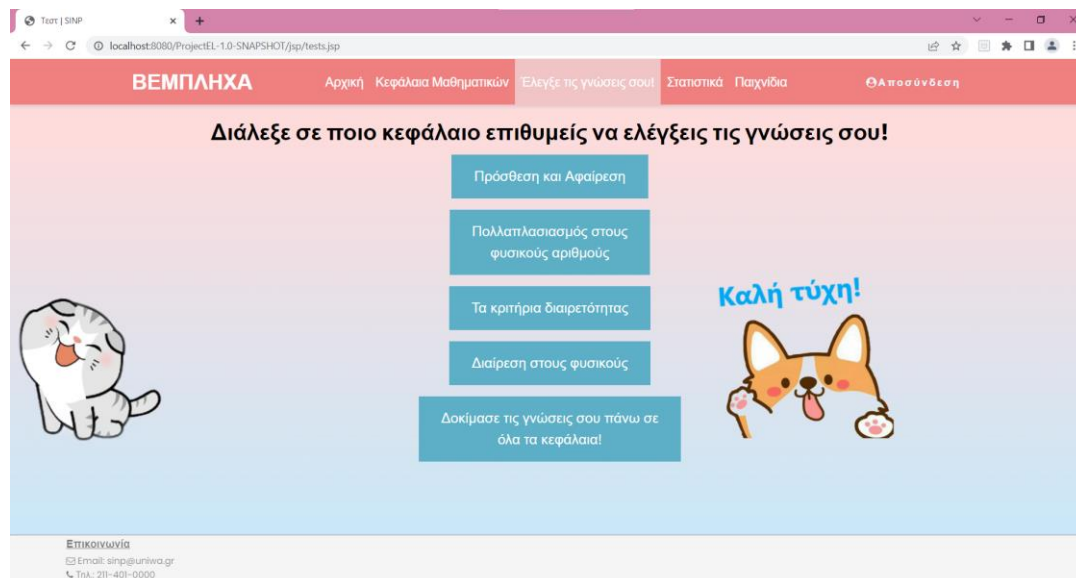 Τεστ | SINP
localhost:8080/ProjectEL-1.0-SNAPSHOT/jsp/tests.jsp
ΒΕΜΠΛΗΧΑ Αρχική Κεφάλαια Μαθηματικών Έλεγξε τις γνώσεις σου! Στατιστικά Παιχνίδια Αποσύνδεση
Διάλεξε σε ποιο κεφάλαιο επιθυμείς να ελέγξεις τις γνώσεις σου!
Πρόσθεση και Αφαίρεση
Πολλαπλασιασμός στους
φυσικούς αριθμούς
Τα κριτήρια διαιρετότητας
Καλή τύχη!
Διαίρεση στους φυσικούς
Δοκίμασε τις γνώσεις σου πάνω σε
όλα τα κεφάλαια!
Επικοινωνία
Email: sinp@uniwa.gr
Τηλ.: 211-401-0000